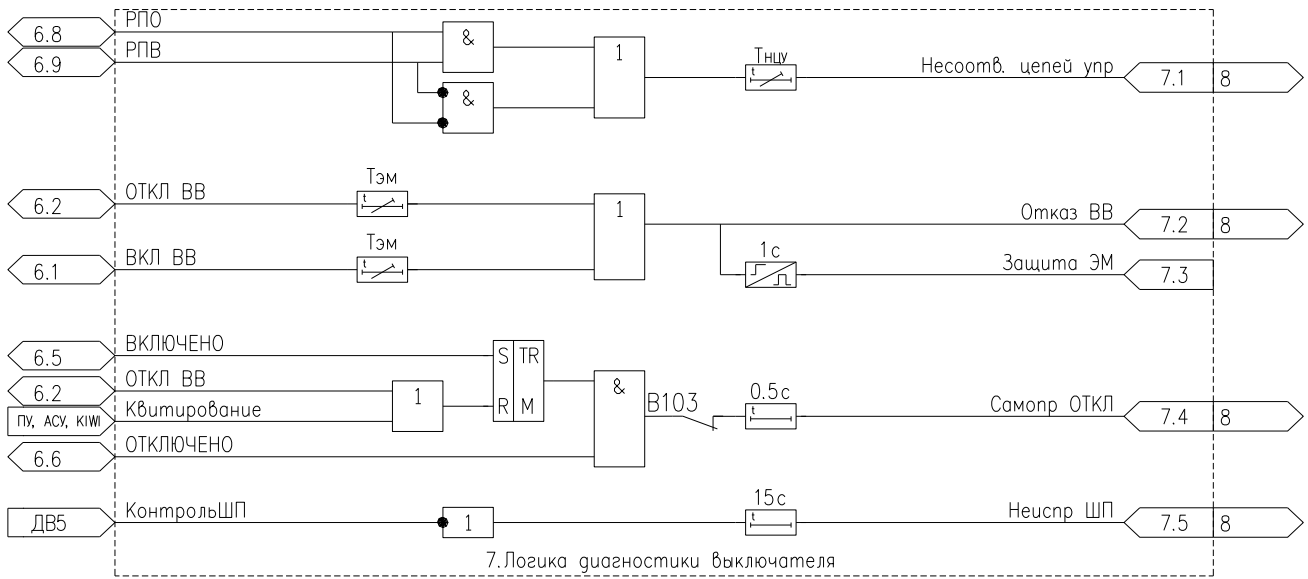 6.8 РПО & 1 Тнцу Несоотв. цепей упр 7.1 8
6.9 РПВ
&
6.2 ОТКЛ ВВ Тэм t 1 Отказ ВВ 7.2 8
6.1 ВКЛ ВВ Тэм t 1с Защита ЭМ 7.3
6.5 ВКЛЮЧЕНО S TR
6.2 ОТКЛ ВВ 1 & В103 0.5с t Самопр ОТКЛ 7.4 8
ПУ, АСУ, KIWI Квитирование R M
6.6 ОТКЛЮЧЕНО
ДВ5 КонтрольШП 1 15с t Неиспр ШП 7.5 8
7.Логика диагностики выключателя